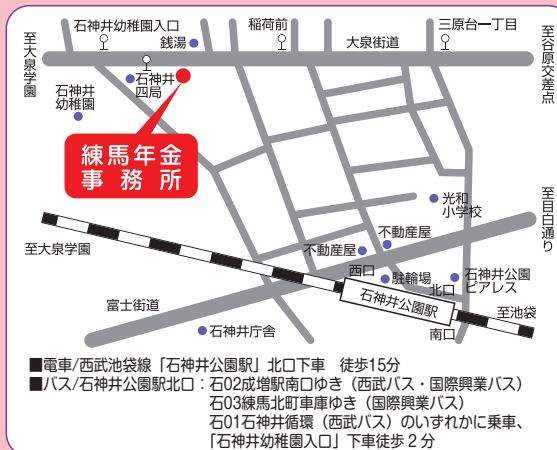 石神井幼稚園入口
銭湯
稲荷前
大泉街道
三原台一丁目
至大泉学園
至谷原交差点
石神井
四局
石神井
幼稚園
練馬年金
事務所
光和
小学校
至目白通り
不動産屋
不動産屋
至大泉学園
西口
駐輪場
北口
石神井公園
ピアレス
石神井公園駅
至池袋
富士街道
石神井庁舎
南口
■電車/西武池袋線「石神井公園駅」北口下車 徒歩15分
■バス/石神井公園駅北口：石02成増駅南口ゆき（西武バス・国際興業バス）
石03練馬北町車庫ゆき（国際興業バス）
石01石神井循環（西武バス）のいずれかに乗車、
「石神井幼稚園入口」下車徒歩２分